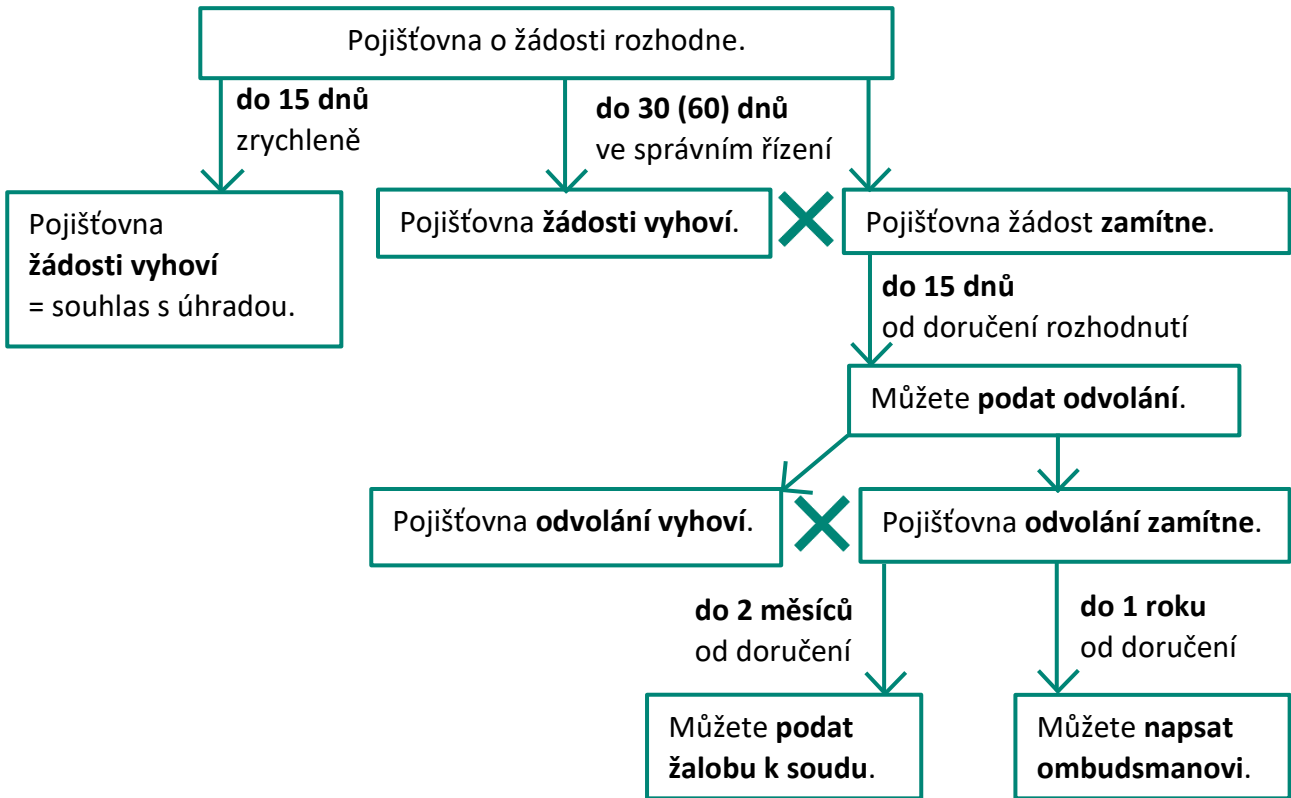 Pojišťovna o žádosti rozhodne.
do 15 dnů
zrychleně
do 30 (60) dnů
ve správním řízení
Pojišťovna
žádosti vyhoví
= souhlas s úhradou.
Pojišťovna žádosti vyhoví.
Pojišťovna žádost zamítne.
do 15 dnů
od doručení rozhodnutí
Můžete podat odvolání.
Pojišťovna odvolání vyhoví.
Pojišťovna odvolání zamítne.
do 2 měsíců
od doručení
do 1 roku
od doručení
Můžete podat
žalobu k soudu.
Můžete napsat
ombudsmanovi.